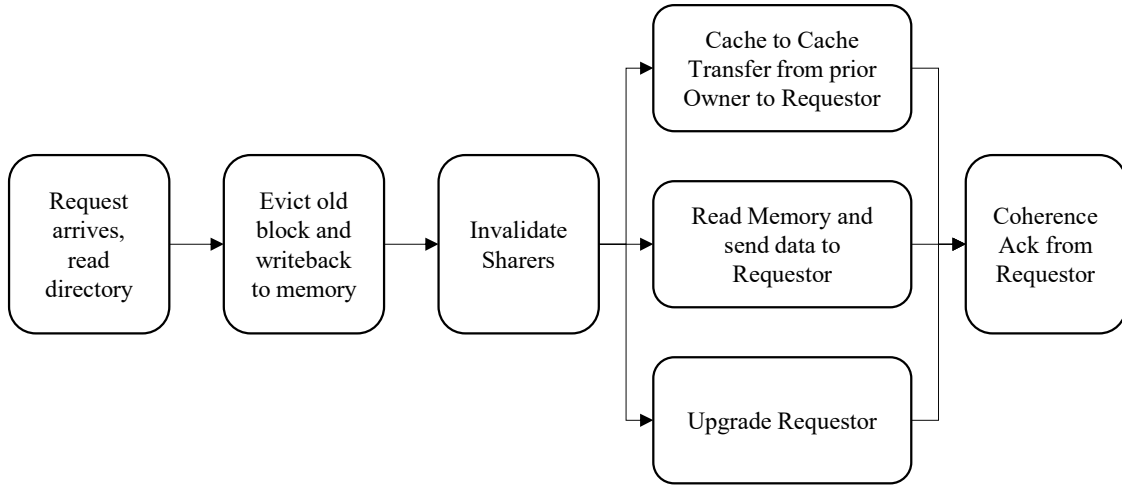 Request
arrives,
read
directory
Evict old
block and
writeback
to memory
Invalidate
Sharers
Cache to Cache
Transfer from prior
Owner to Requestor
Read Memory and
send data to
Requestor
Upgrade Requestor
Coherence
Ack from
Requestor